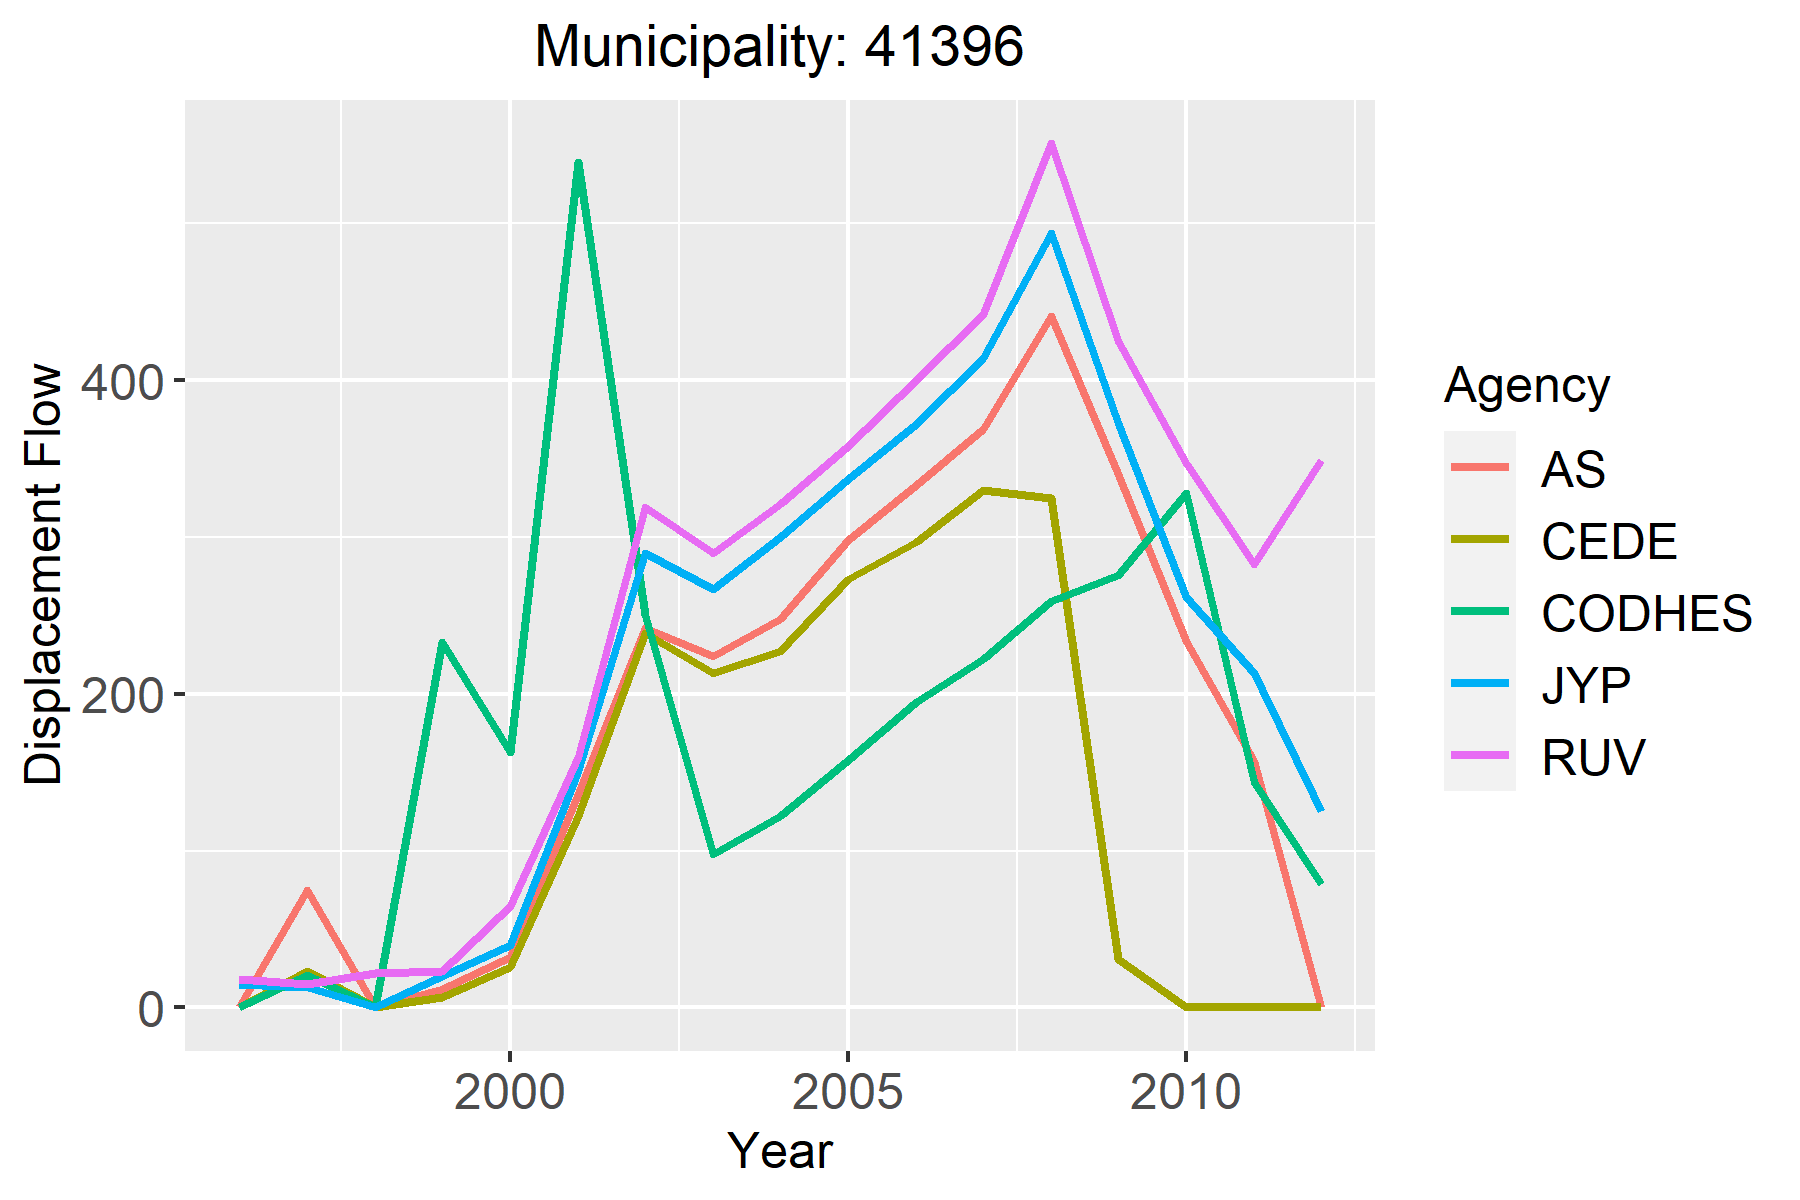 Municipality: 41396
Displacement Flow
400
200
0
2000 2005 2010
Year
Agency
AS
CEDE
CODHES
JYP
RUV